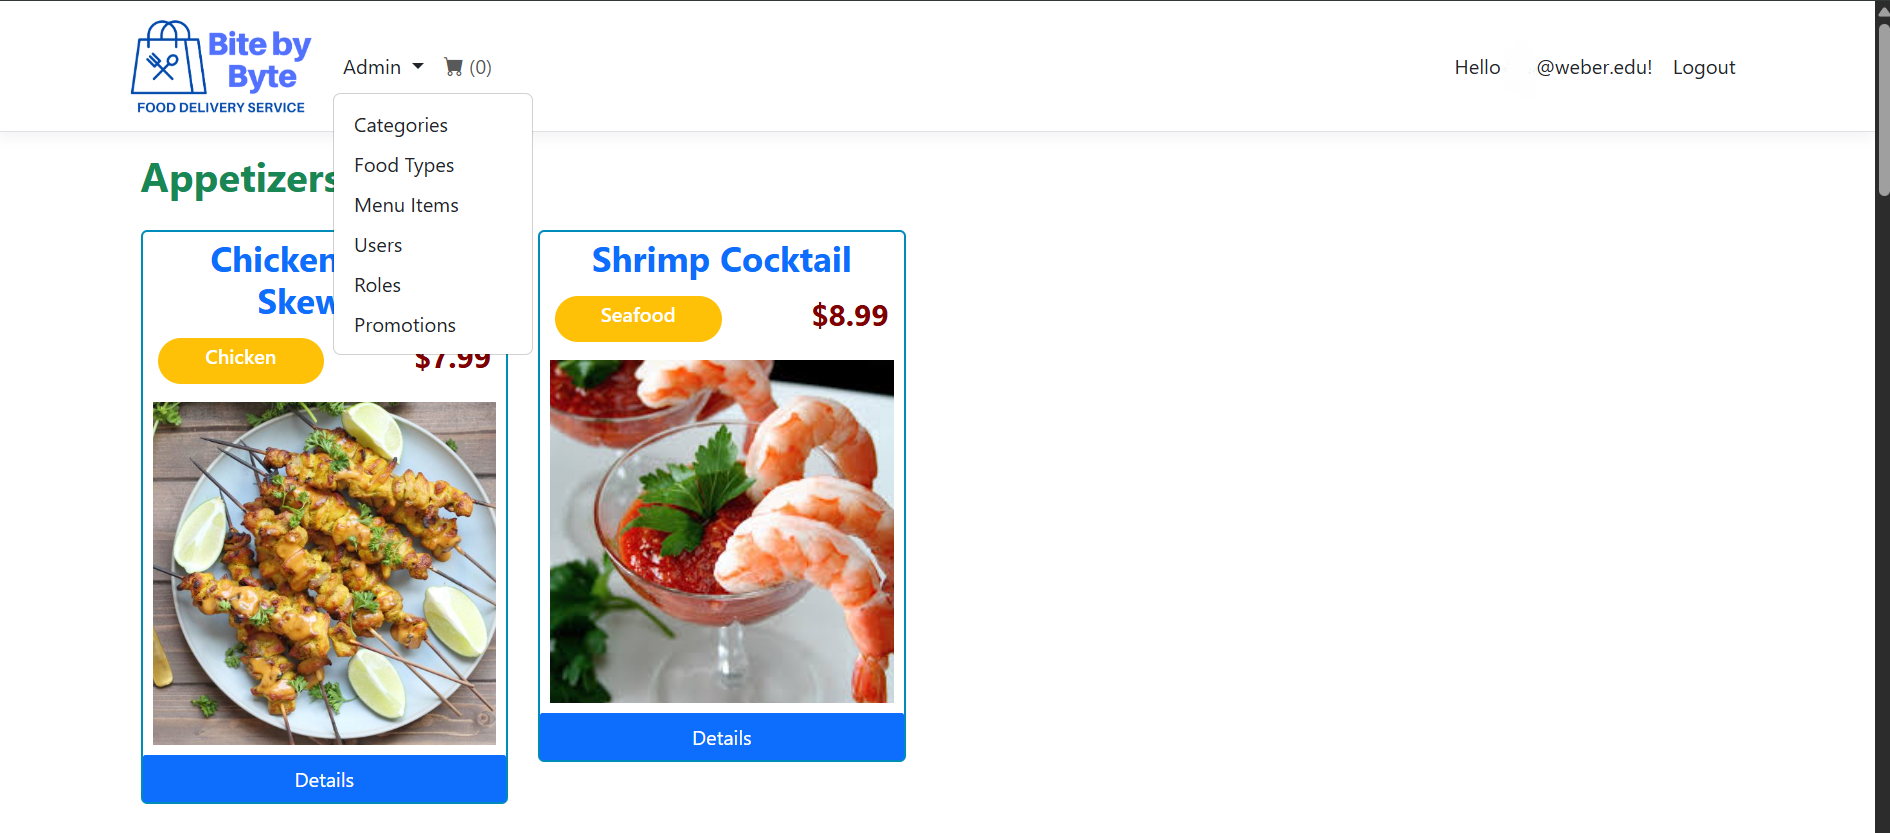 Bite by
Byte
FOOD DELIVERY SERVICE
Admin
(0)
Hello @weber.edu!
Logout
Categories
Food Types
Menu Items
Users
Roles
Promotions
Appetizers
Chicken
Skew
Chicken
$7.99
Details
Shrimp Cocktail
Seafood
$8.99
Details